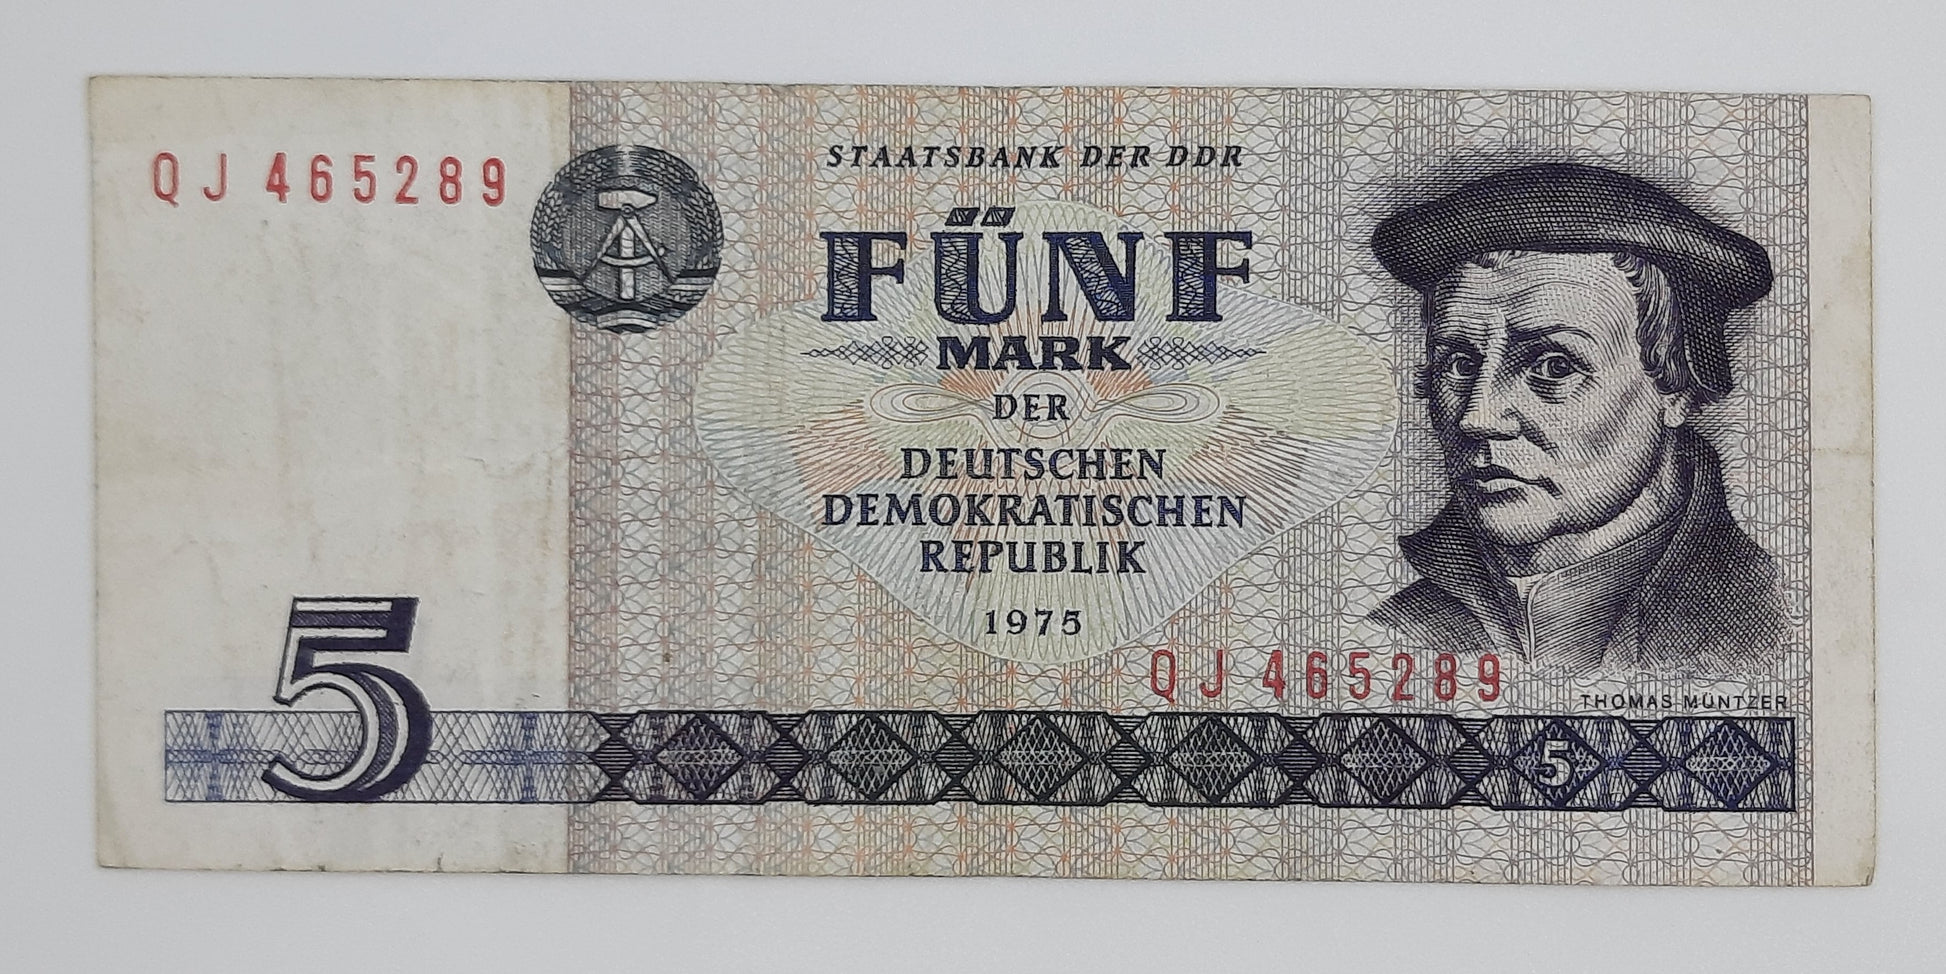 QJ 465289
STAATSBANK DER DDR
FÜNF
MARK
DER
DEUTSCHEN
DEMOKRATISCHEN
REPUBLIK
1975
QJ 465289
THOMAS MÜNTZER
5
5